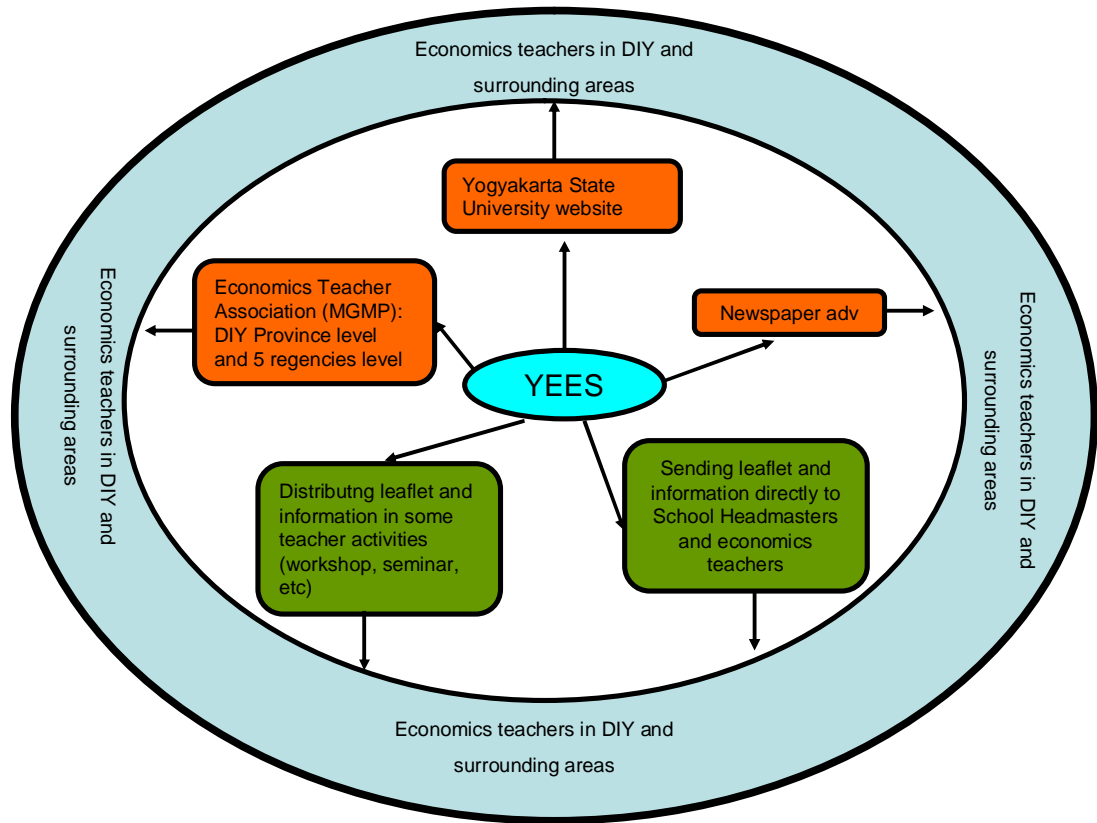 Economics teachers in DIY and
surrounding areas
Yogyakarta State
University website
Economics Teacher
Association (MGMP):
DIY Province level
and 5 regencies level
Newspaper adv
Economics teachers in DIY and
surrounding areas
Economics teachers in DIY and
surrounding areas
YEES
Distributng leaflet and
information in some
teacher activities
(workshop, seminar,
etc)
Sending leaflet and
information directly to
School Headmasters
and economics
teachers
Economics teachers in DIY and
surrounding areas